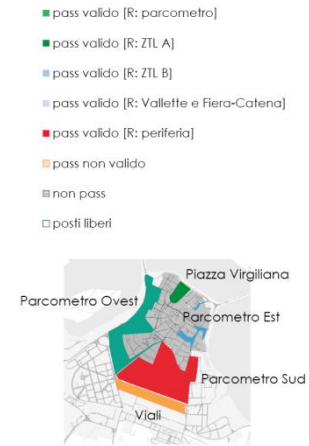 pass valido [R: parcometro]
pass valido [R: ZTL A]
pass valido [R: ZTL B]
pass valido [R: Vallette e Fiera-Catena]
pass valido [R: periferia]
pass non valido
non pass
posti liberi
Piazza Virgiliana
Parcometro Ovest
Parcometro Est
Parcometro Sud
Viali